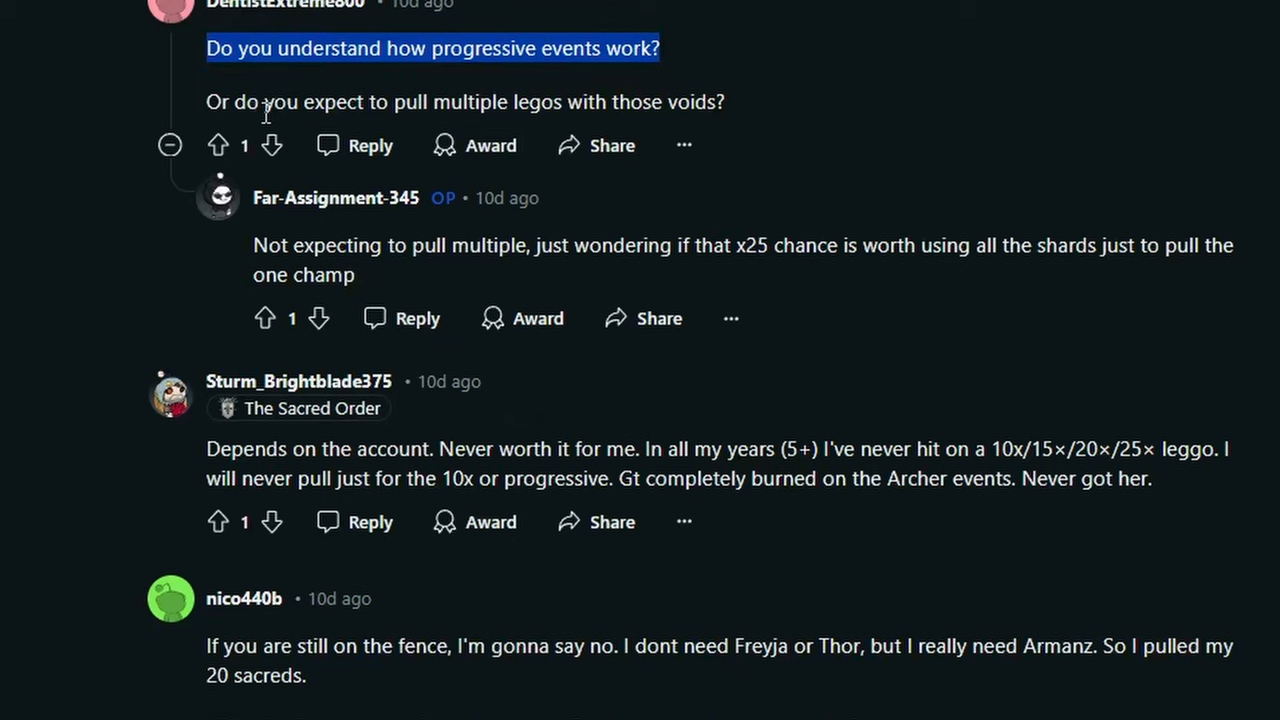 DentistExtreme800 • 10d ago
Do you understand how progressive events work?
Or do you expect to pull multiple legos with those voids?
1 Reply Award Share ...
Far-Assignment-345 OP • 10d ago
Not expecting to pull multiple, just wondering if that x25 chance is worth using all the shards just to pull the
one champ
1 Reply Award Share ...
Sturm_Brightblade375 • 10d ago
The Sacred Order
Depends on the account. Never worth it for me. In all my years (5+) I've never hit on a 10x/15×/20×/25× leggo. I
will never pull just for the 10x or progressive. Gt completely burned on the Archer events. Never got her.
1 Reply Award Share ...
nico440b • 10d ago
If you are still on the fence, I'm gonna say no. I dont need Freyja or Thor, but I really need Armanz. So I pulled my
20 sacreds.